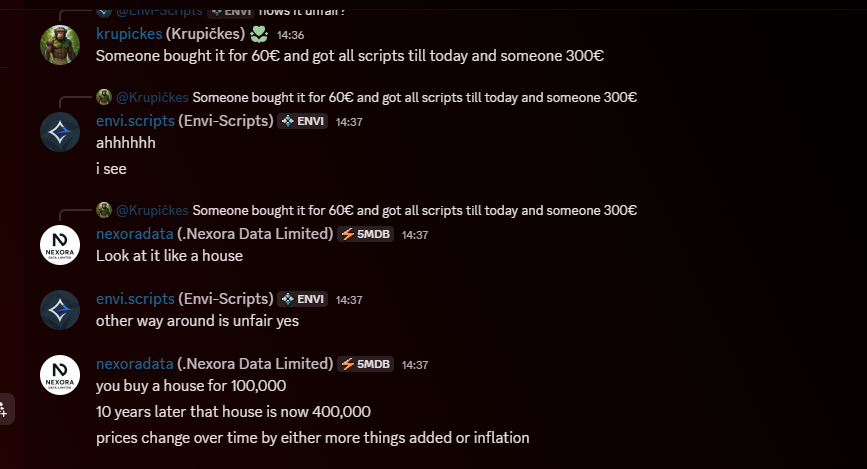 @Envi-Scripts ENVI hows it unfair?
krupickes (Krupičkes) 14:36
Someone bought it for 60€ and got all scripts till today and someone 300€
@Krupičkes Someone bought it for 60€ and got all scripts till today and someone 300€
envi.scripts (Envi-Scripts) ENVI 14:37
ahhhhhh
i see
@Krupičkes Someone bought it for 60€ and got all scripts till today and someone 300€
nexoradata (.Nexora Data Limited) 5MDB 14:37
NEXORA
DATA LIMITED
Look at it like a house
envi.scripts (Envi-Scripts) ENVI 14:37
other way around is unfair yes
nexoradata (.Nexora Data Limited) 5MDB 14:37
NEXORA
DATA LIMITED
you buy a house for 100,000
10 years later that house is now 400,000
prices change over time by either more things added or inflation